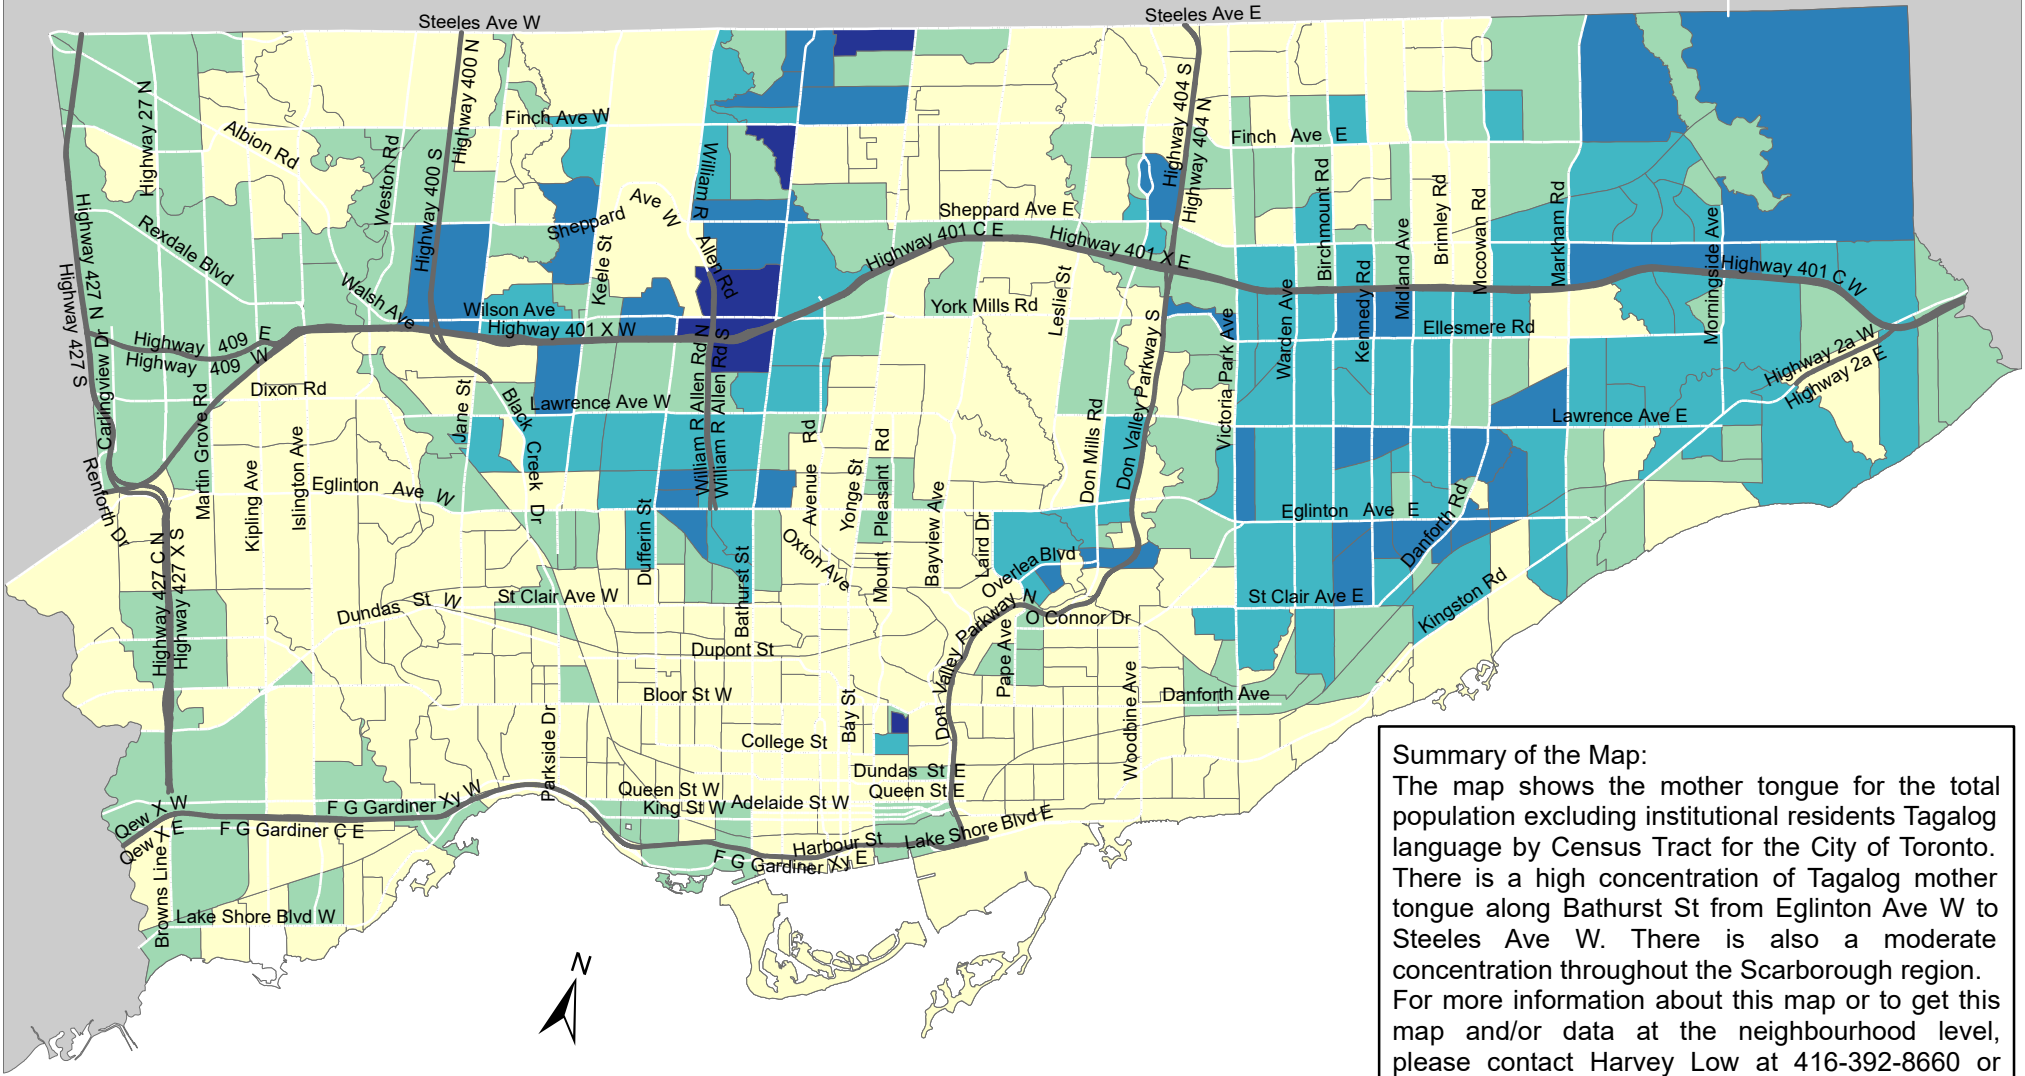 Steeles Ave W
Steeles Ave E
Highway 27 N
Albion Rd
Weston Rd
Highway 400 N
Highway 400 S
Finch Ave W
William R
Allen Rd
Highway 404 S
Highway 404 N
Finch Ave E
Highway 427 N
Highway 427 S
Rexdale Blvd
Walsh Ave
Sheppard Ave W
Keele St
Sheppard Ave E
Highway 401 C E
Highway 401 X E
Birchmount Rd
Midland Ave
Brimley Rd
Mccowan Rd
Markham Rd
Morningside Ave
Highway 401 C W
Wilson Ave
Highway 401 X W
York Mills Rd
Leslie St
Warden Ave
Kennedy Rd
Ellesmere Rd
Highway 409 E
Highway 409 W
Carlingview Dr
Dixon Rd
Martin Grove Rd
Jane St
Black Creek Dr
Lawrence Ave W
William R Allen Rd N
William R Allen Rd S
Don Valley Parkway S
Victoria Park Ave
Highway 2a W
Highway 2a E
Lawrence Ave E
Renforth Dr
Kipling Ave
Islington Ave
Eglinton Ave W
Dufferin St
Bathurst St
Avenue Rd
Oxton Ave
Yonge St
Mount Pleasant Rd
Bayview Ave
Laird Dr
Don Mills Rd
Overlea Blvd
Eglinton Ave E
Danforth Rd
Highway 427 C N
Highway 427 X S
Dundas St W
St Clair Ave W
Dupont St
Bloor St W
Don Valley Parkway N
O Connor Dr
Pape Ave
St Clair Ave E
Kingston Rd
Danforth Ave
Woodbine Ave
Parkside Dr
Bay St
College St
Dundas St E
Queen St E
Queen St W
King St W
Adelaide St W
Qew X W
Qew X E
F G Gardiner Xy W
F G Gardiner C E
Harbour St
Lake Shore Blvd E
F G Gardiner Xy E
Browns Line
Lake Shore Blvd W
N
Summary of the Map:
The map shows the mother tongue for the total
population excluding institutional residents Tagalog
language by Census Tract for the City of Toronto.
There is a high concentration of Tagalog mother
tongue along Bathurst St from Eglinton Ave W to
Steeles Ave W. There is also a moderate
concentration throughout the Scarborough region.
For more information about this map or to get this
map and/or data at the neighbourhood level,
please contact Harvey Low at 416-392-8660 or